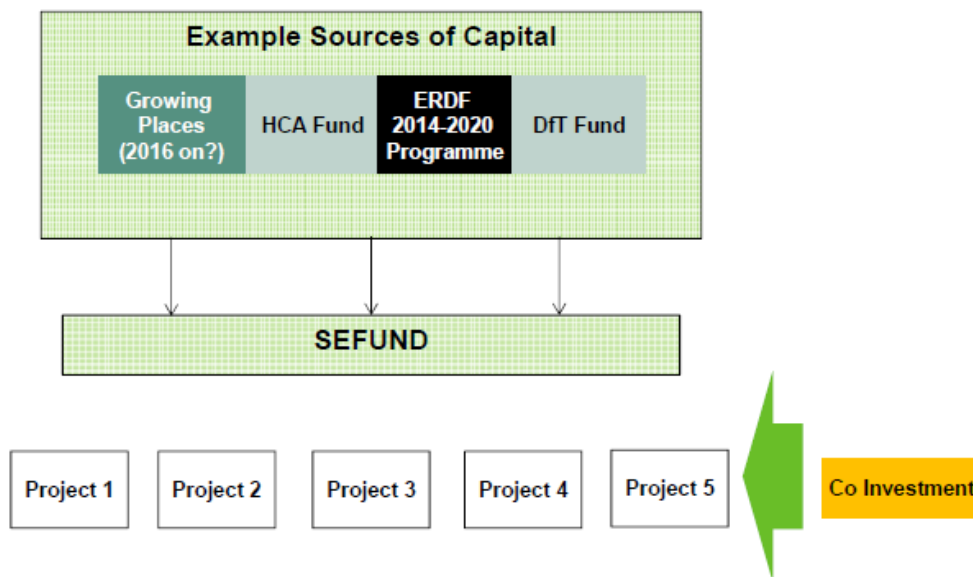 Example Sources of Capital
Growing
Places
(2016 on?)
HCA Fund
ERDF
2014-2020
Programme
DfT Fund
SEFUND
Project 1
Project 2
Project 3
Project 4
Project 5
Co Investment